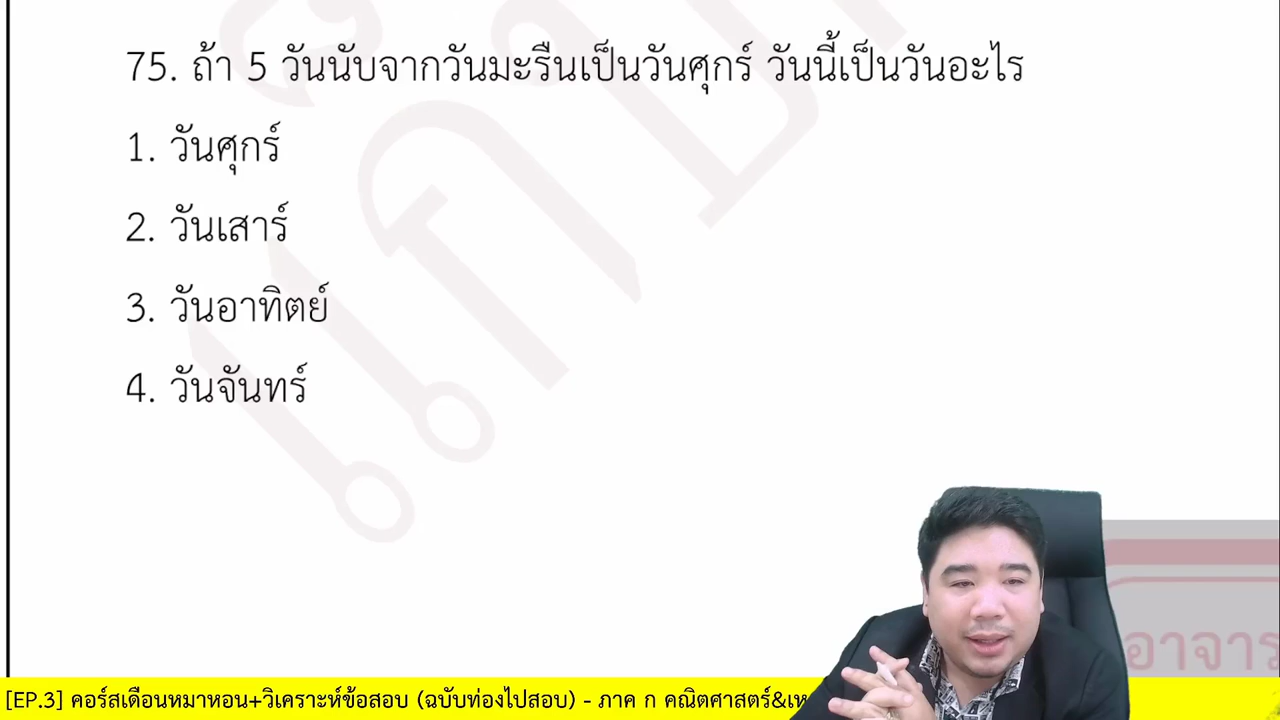 75. ถ้า 5 วันนับจากวันมะรืนเป็นวันศุกร์ วันนี้เป็นวันอะไร
1. วันศุกร์
2. วันเสาร์
3. วันอาทิตย์
4. วันจันทร์
อาจาร
[EP.3] คอร์สเดือนหมาหอน+วิเคราะห์ข้อสอบ (ฉบับท่องไปสอบ) - ภาค ก คณิตศาสตร์&เห